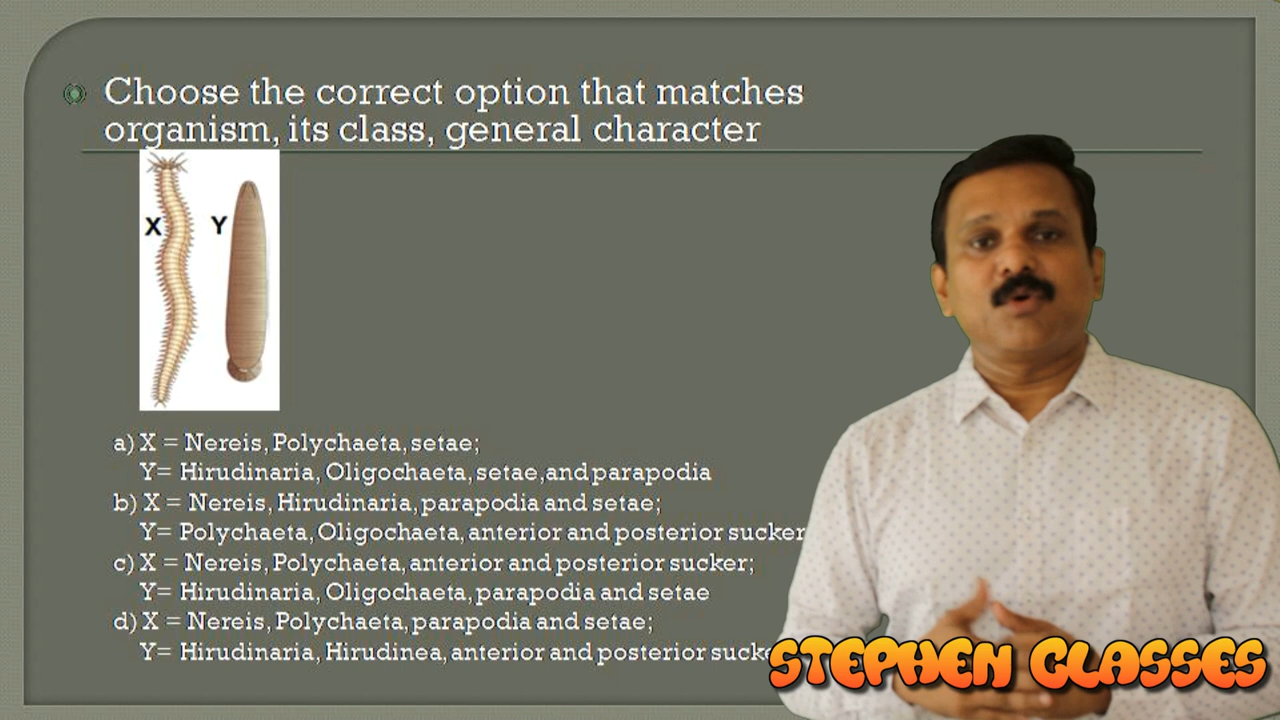 Choose the correct option that matches
organism, its class, general character
X Y
a) X = Nereis, Polychaeta, setae;
Y= Hirudinaria, Oligochaeta, setae,and parapodia
b) X = Nereis, Hirudinaria, parapodia and setae;
Y= Polychaeta, Oligochaeta, anterior and posterior sucker
c) X = Nereis, Polychaeta, anterior and posterior sucker;
Y= Hirudinaria, Oligochaeta, parapodia and setae
d) X = Nereis, Polychaeta, parapodia and setae;
Y= Hirudinaria, Hirudinea, anterior and posterior
STEPHEN CLASSES